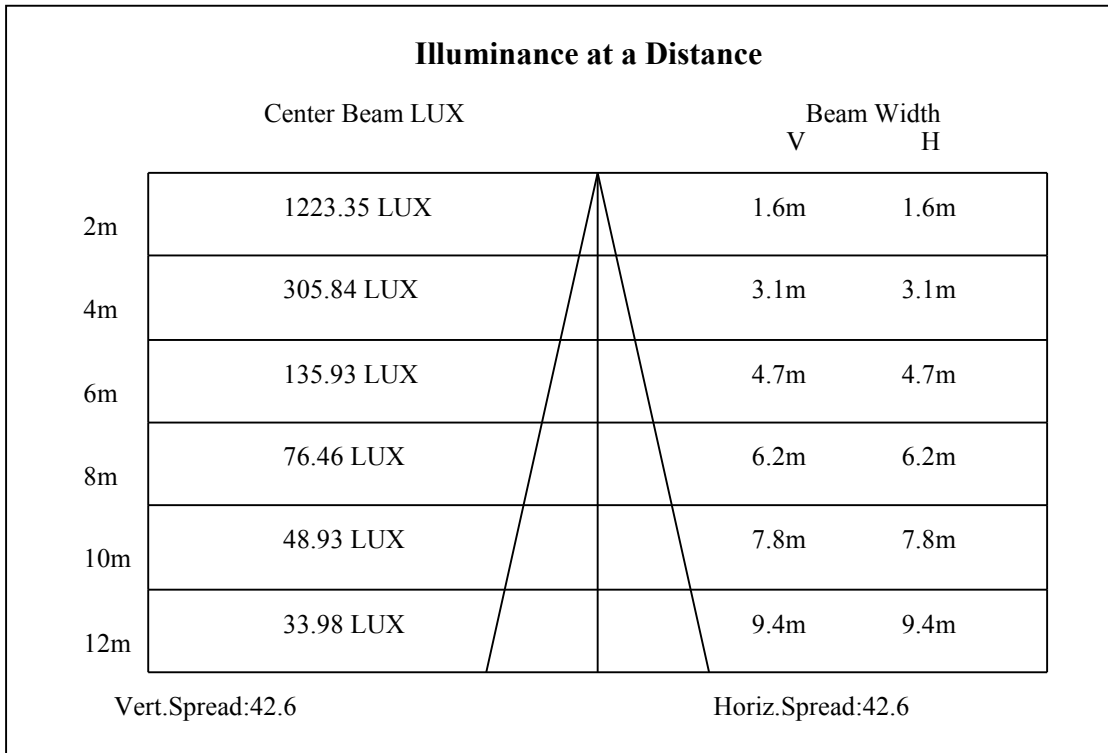 Illuminance at a Distance
Center Beam LUX Beam Width
V H
2m 1223.35 LUX 1.6m 1.6m
4m 305.84 LUX 3.1m 3.1m
6m 135.93 LUX 4.7m 4.7m
8m 76.46 LUX 6.2m 6.2m
10m 48.93 LUX 7.8m 7.8m
12m 33.98 LUX 9.4m 9.4m
Vert.Spread:42.6 Horiz.Spread:42.6